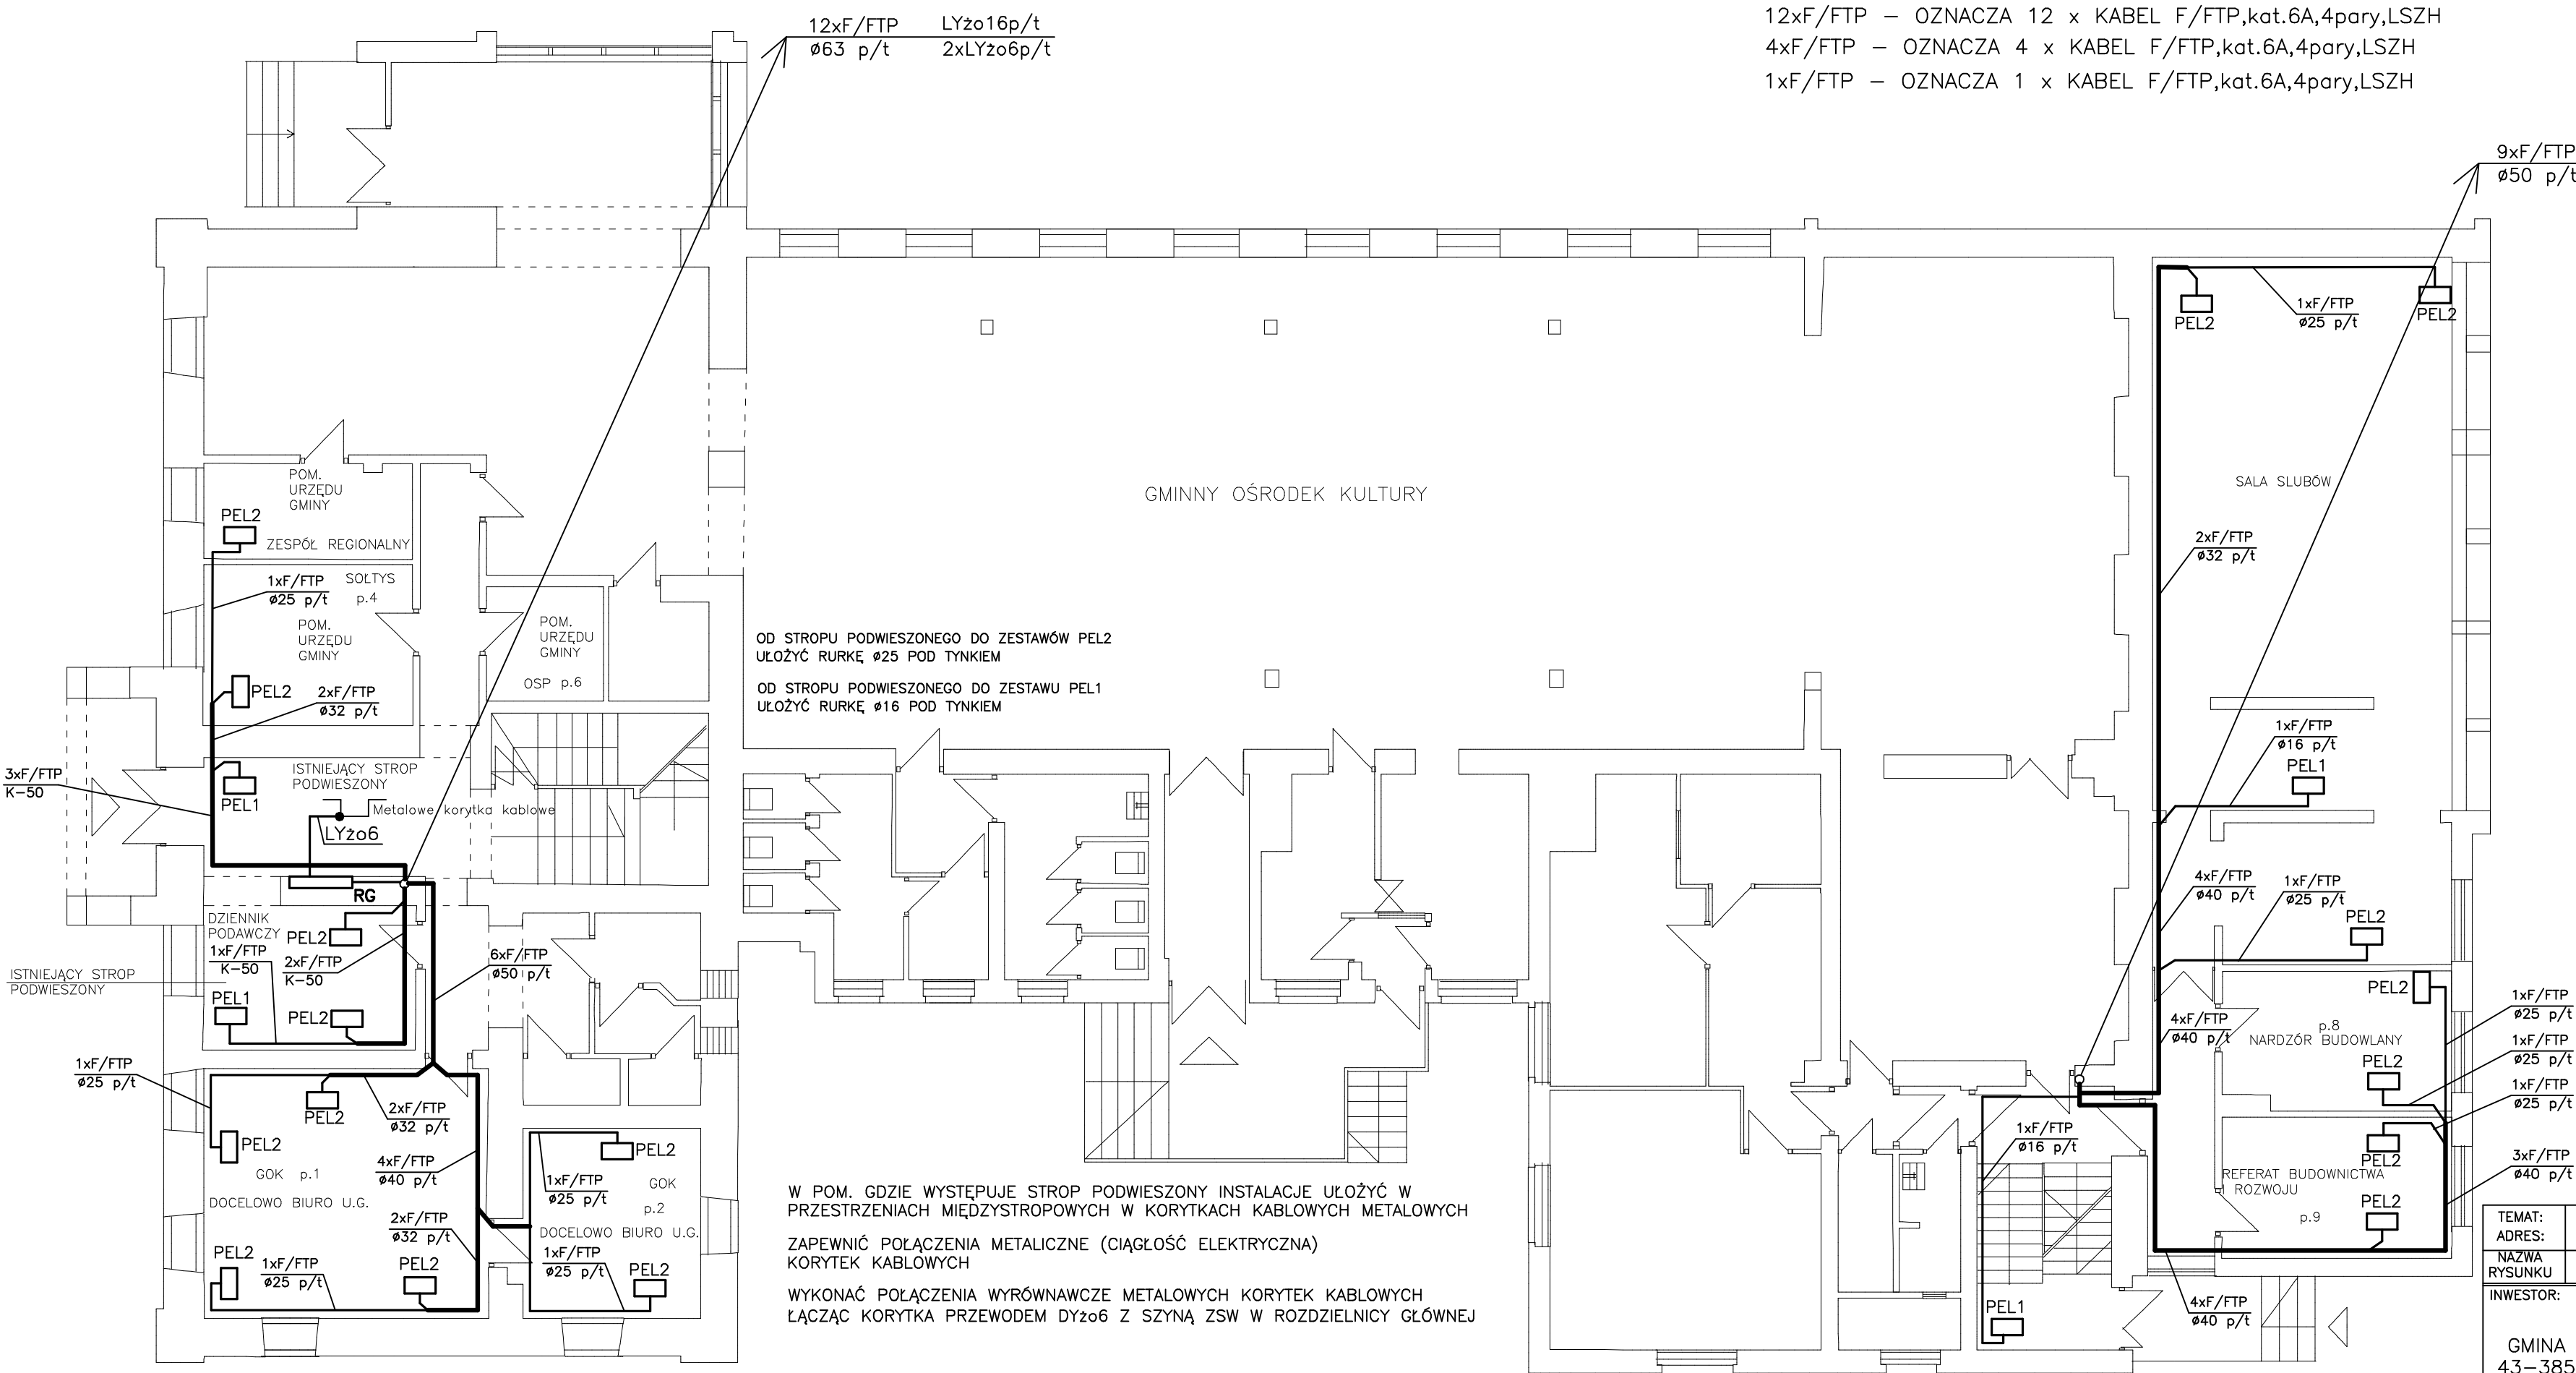 12xF/FTP LYżo16p/t
ø63 p/t 2xLYżo6p/t
12xF/FTP – OZNACZA 12 x KABEL F/FTP,kat.6A,4pary,LSZH
4xF/FTP – OZNACZA 4 x KABEL F/FTP,kat.6A,4pary,LSZH
1xF/FTP – OZNACZA 1 x KABEL F/FTP,kat.6A,4pary,LSZH
9xF/FTP
ø50 p/t
PEL2
1xF/FTP
ø25 p/t
PEL2
POM.
URZĘDU
GMINY
PEL2
ZESPÓŁ REGIONALNY
1xF/FTP
ø25 p/t
SOŁTYS
p.4
POM.
URZĘDU
GMINY
PEL2
2xF/FTP
ø32 p/t
POM.
URZĘDU
GMINY
OSP p.6
GMINNY OŚRODEK KULTURY
SALA SLUBÓW
2xF/FTP
ø32 p/t
OD STROPU PODWIESZONEGO DO ZESTAWÓW PEL2
UŁOŻYĆ RURKĘ ø25 POD TYNKIEM
OD STROPU PODWIESZONEGO DO ZESTAWU PEL1
UŁOŻYĆ RURKĘ ø16 POD TYNKIEM
3xF/FTP
K-50
PEL1
ISTNIEJĄCY STROP
PODWIESZONY
Metalowe korytka kablowe
LYżo6
RG
1xF/FTP
ø16 p/t
PEL1
4xF/FTP
ø40 p/t
1xF/FTP
ø25 p/t
PEL2
DZIENNIK
PODAWCZY
PEL2
1xF/FTP
K-50
2xF/FTP
K-50
6xF/FTP
ø50 p/t
ISTNIEJĄCY STROP
PODWIESZONY
PEL1
PEL2
PEL2
1xF/FTP
ø25 p/t
4xF/FTP
ø40 p/t
p.8
NARDZÓR BUDOWLANY
PEL2
1xF/FTP
ø25 p/t
1xF/FTP
ø25 p/t
1xF/FTP
ø25 p/t
PEL2
2xF/FTP
ø32 p/t
PEL2
GOK p.1
DOCELOWO BIURO U.G.
4xF/FTP
ø40 p/t
2xF/FTP
ø32 p/t
PEL2
1xF/FTP
ø25 p/t
PEL2
PEL2
1xF/FTP
ø25 p/t
GOK
p.2
DOCELOWO BIURO U.G.
1xF/FTP
ø25 p/t
PEL2
W POM. GDZIE WYSTĘPUJE STROP PODWIESZONY INSTALACJE UŁOŻYĆ W
PRZESTRZENIACH MIĘDZYSTROPOWYCH W KORYTKACH KABLOWYCH METALOWYCH
ZAPEWNIĆ POŁĄCZENIA METALICZNE (CIĄGŁOŚĆ ELEKTRYCZNA)
KORYTEK KABLOWYCH
WYKONAĆ POŁĄCZENIA WYRÓWNAWCZE METALOWYCH KORYTEK KABLOWYCH
ŁĄCZĄC KORYTKA PRZEWODEM DYżo6 Z SZYNĄ ZSW W ROZDZIELNICY GŁÓWNEJ
1xF/FTP
ø16 p/t
PEL1
PEL2
REFERAT BUDOWNICTWA
I ROZWOJU
p.9
PEL2
3xF/FTP
ø40 p/t
4xF/FTP
ø40 p/t
TEMAT:
ADRES:
NAZWA
RYSUNKU
INWESTOR:
GMINA
43-385